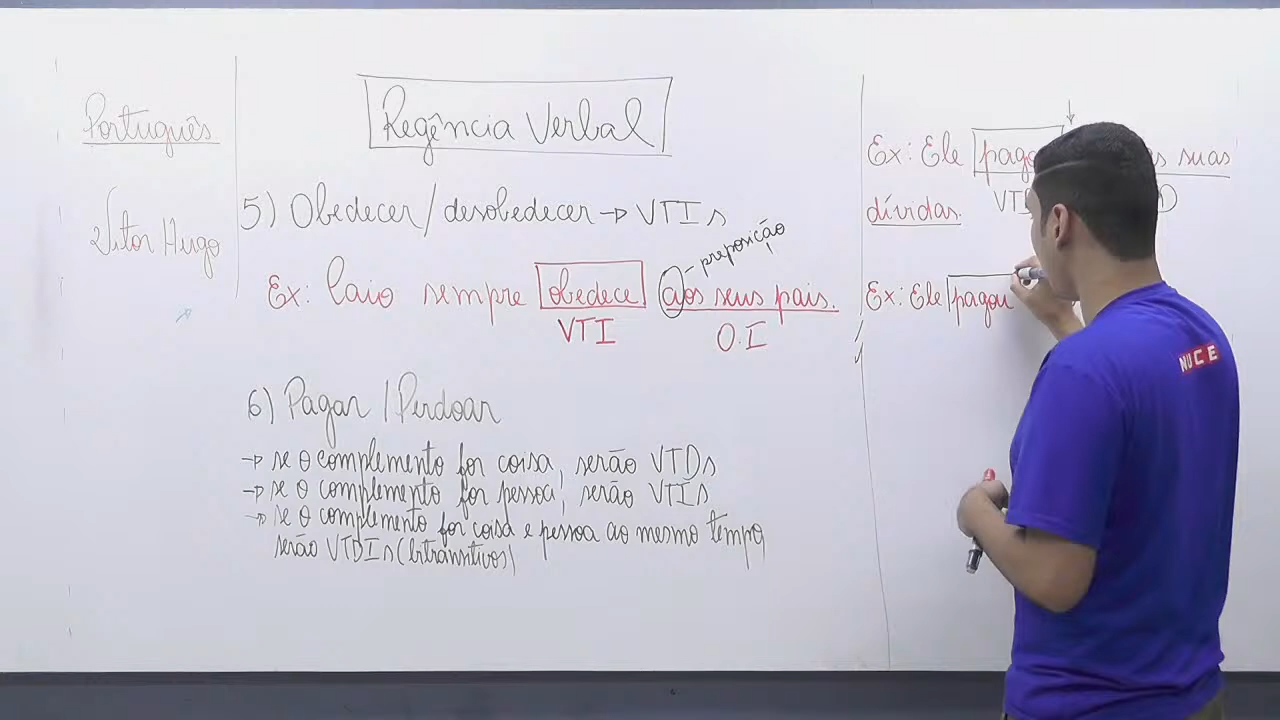 Português
Vitor Hugo
Regência Verbal
5) Obedecer/desobedecer → VTIs
preposição
Ex: Caio sempre obedece aos seus pais.
VTI O.I
6) Pagar / Perdoar
→ se o complemento for coisa, serão VTDs
→ se o complemento for pessoa, serão VTIs
→ se o complemento for coisa e pessoa ao mesmo tempo,
serão VTDIs (bitransitivos)
Ex: Ele suas
dívidas.
Ex: Ele pagou
NUCE